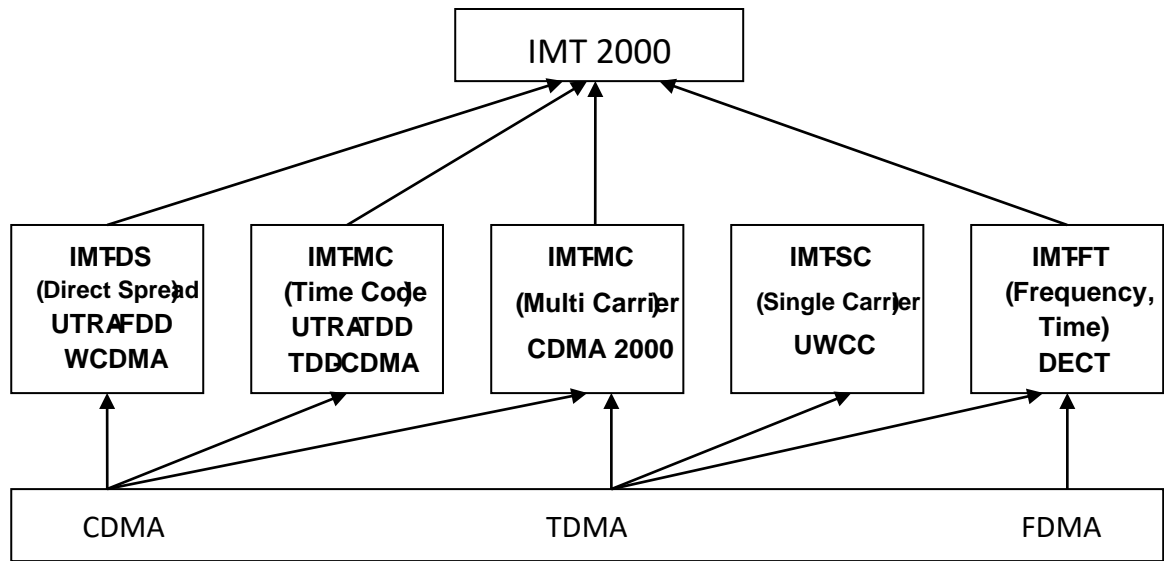 IMT 2000
IMT-DS
(Direct Spread)
UTRA-FDD
WCDMA
IMT-MC
(Time Code
UTRA-TDD
TDD-CDMA
IMT-MC
(Multi Carrier)
CDMA 2000
IMT-SC
(Single Carrier)
UWCC
IMT-FT
(Frequency,
Time)
DECT
CDMA
TDMA
FDMA